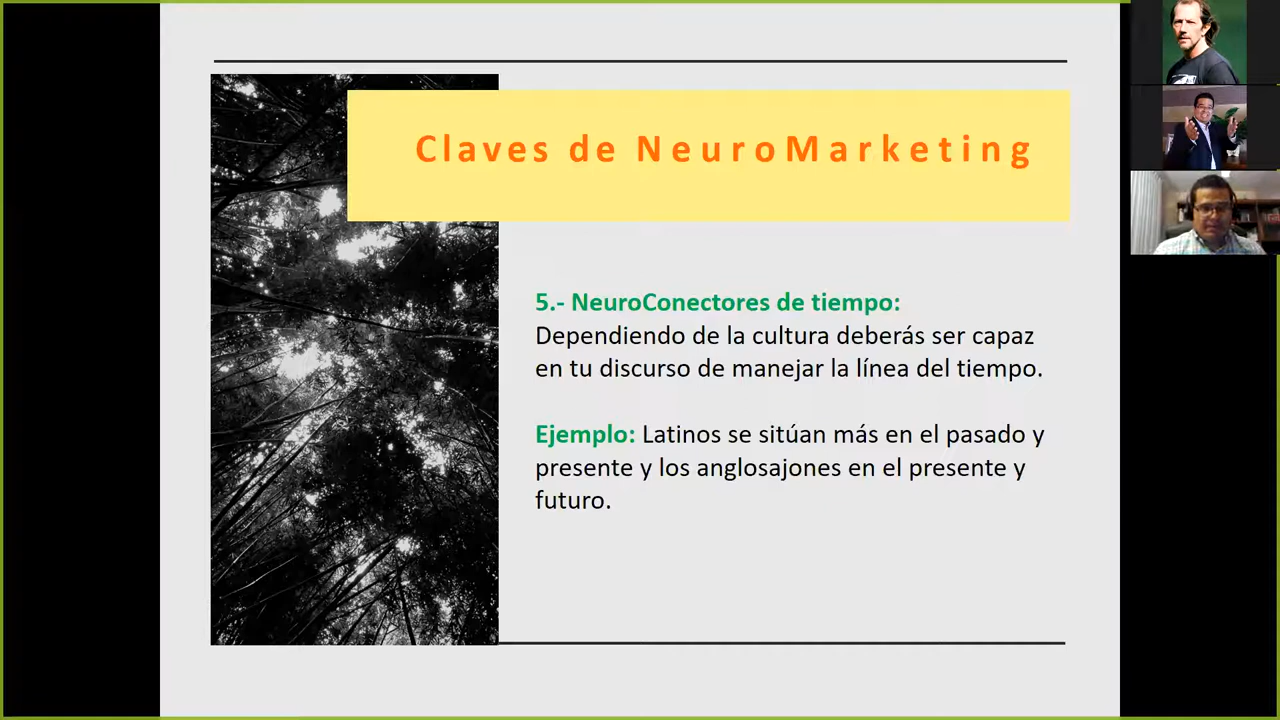 Claves de NeuroMarketing
5.- NeuroConectores de tiempo:
Dependiendo de la cultura deberás ser capaz
en tu discurso de manejar la línea del tiempo.
Ejemplo: Latinos se sitúan más en el pasado y
presente y los anglosajones en el presente y
futuro.